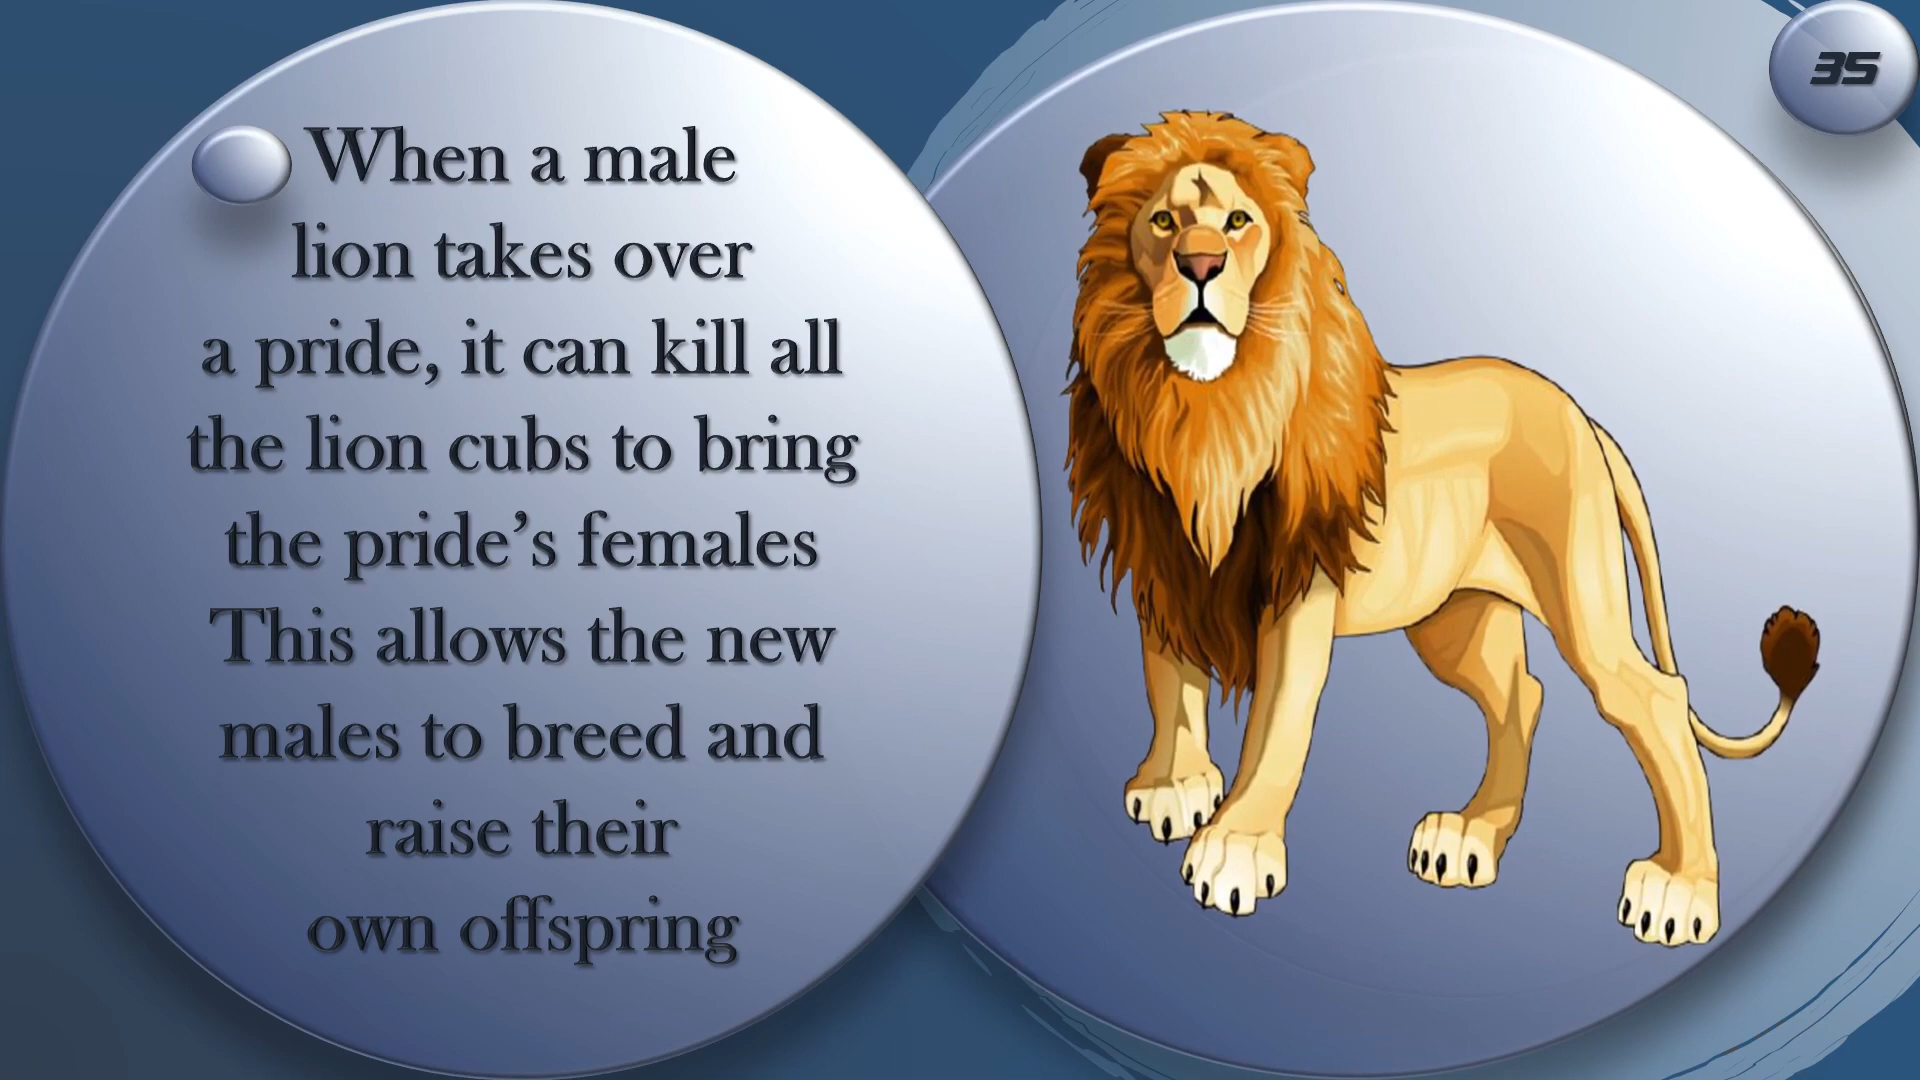 35
When a male
lion takes over
a pride, it can kill all
the lion cubs to bring
the pride’s females
This allows the new
males to breed and
raise their
own offspring